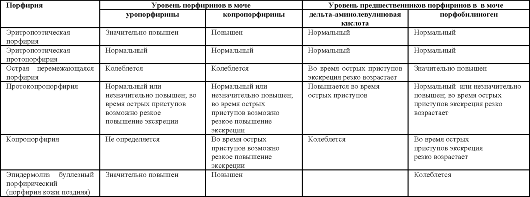 Порфирия Уровень порфиринов в моче Уровень предшественников порфиринов в в моче
уропорфирины копропорфирины дельта-аминолевулиновая кислота порфобилиноген
Эритропоэтическая порфирия Значительно повышен Повышен Нормальный Нормальный
Эритропоэтическая протопорфирия Нормальный Нормальный Нормальный Нормальный
Острая перемежающаяся порфирия Колеблется Колеблется Во время острых приступов экскреция резко возрастает Значительно повышен
Протокопропорфирия Нормальный или незначительно повышен, во время острых приступов возможно резкое повышение экскреции Нормальный или незначительно повышен, во время острых приступов возможно резкое повышение экскреции Повышается во время острых приступов Нормальный или незначительно повышен, во время острых приступов экскреция резко возрастает
Копропорфирия Не определяется Во время острых приступов возможно резкое повышение экскреции Колеблется Во время острых приступов экскреция резко возрастает
Эпидермолиз буллезный порфирический (порфирия кожи поздняя) Значительно повышен Повышен Колеблется